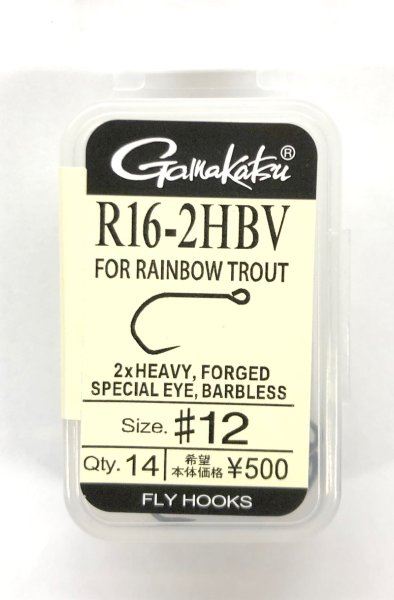 Gamakatsu®
R16-2HBV
FOR RAINBOW TROUT
2xHEAVY, FORGED
SPECIAL EYE, BARBLESS
Size. #12
Qty. 14 希望本体価格 ¥500
FLY HOOKS